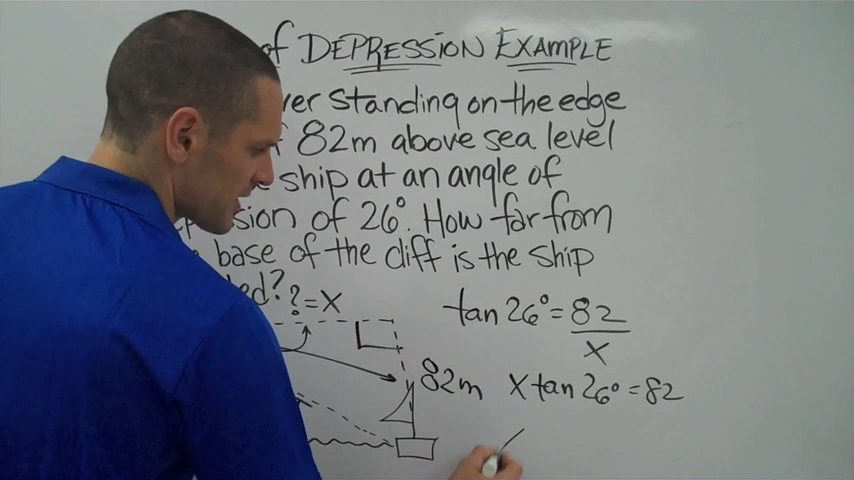 of DEPRESSION EXAMPLE
ver standing on the edge
82m above sea level
ship at an angle of
sion of 26°. How far from
base of the cliff is the ship
ed?
? = X
tan 26° = 82
X
82m
X tan 26° = 82